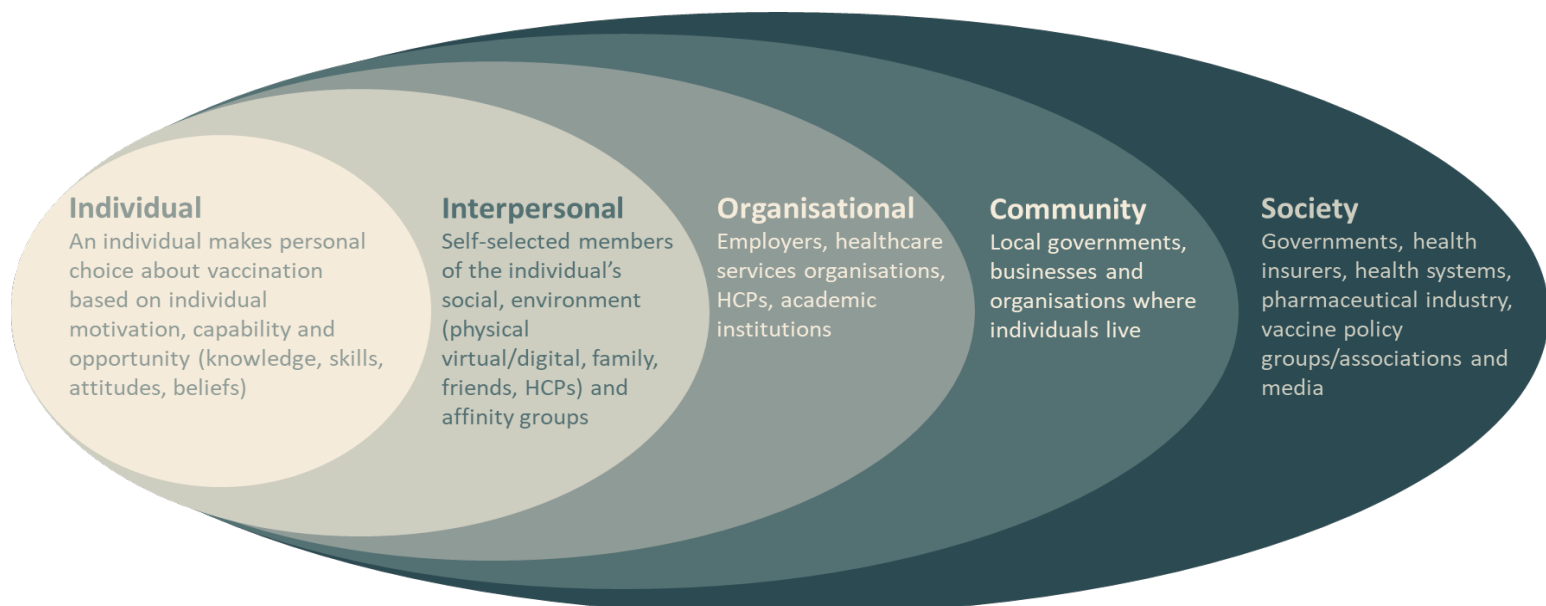 Individual
An individual makes personal
choice about vaccination
based on individual
motivation, capability and
opportunity (knowledge, skills,
attitudes, beliefs)
Interpersonal
Self-selected members
of the individual’s
social, environment
(physical
virtual/digital, family,
friends, HCPs) and
affinity groups
Organisational
Employers, healthcare
services organisations,
HCPs, academic
institutions
Community
Local governments,
businesses and
organisations where
individuals live
Society
Governments, health
insurers, health systems,
pharmaceutical industry,
vaccine policy
groups/associations and
media